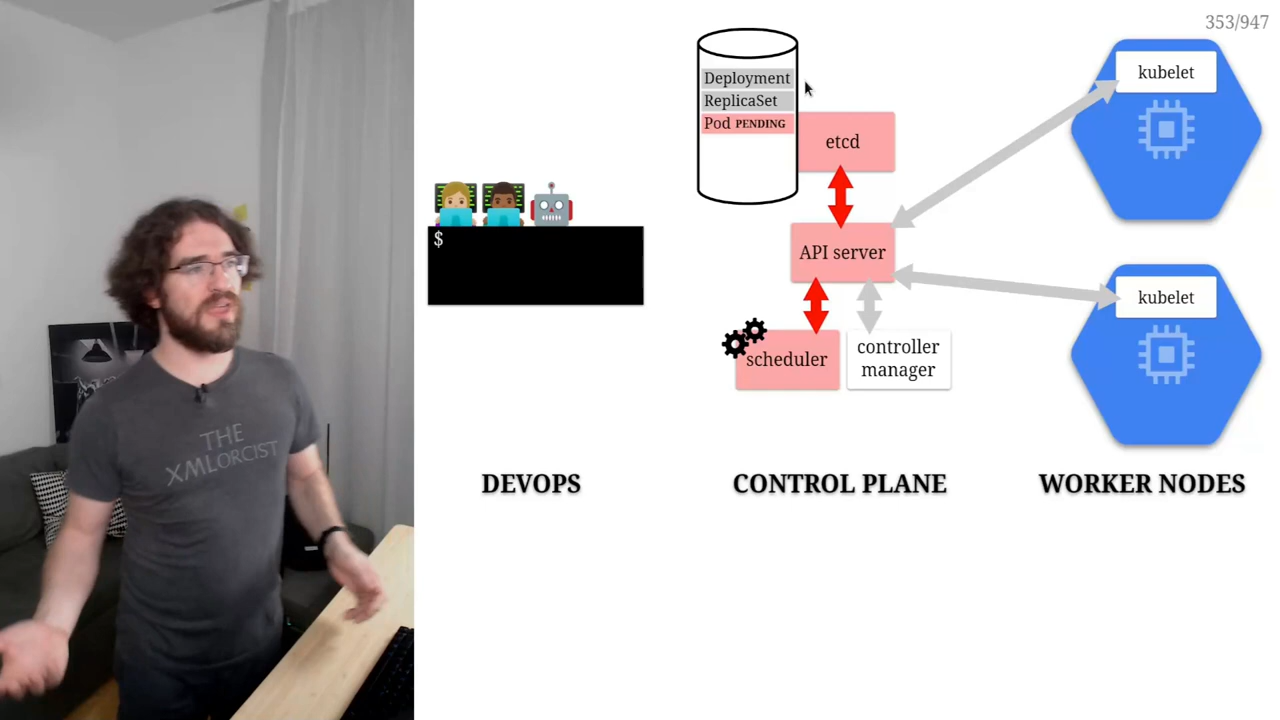 353/947
Deployment
ReplicaSet
Pod PENDING
etcd
kubelet
$
API server
kubelet
scheduler
controller
manager
THE
XMLORCIST
DEVOPS
CONTROL PLANE
WORKER NODES